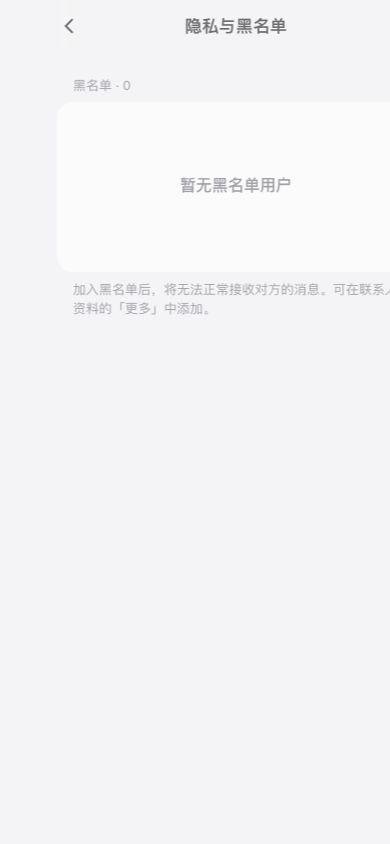 隐私与黑名单
黑名单 · 0
暂无黑名单用户
加入黑名单后，将无法正常接收对方的消息。可在联系
资料的「更多」中添加。